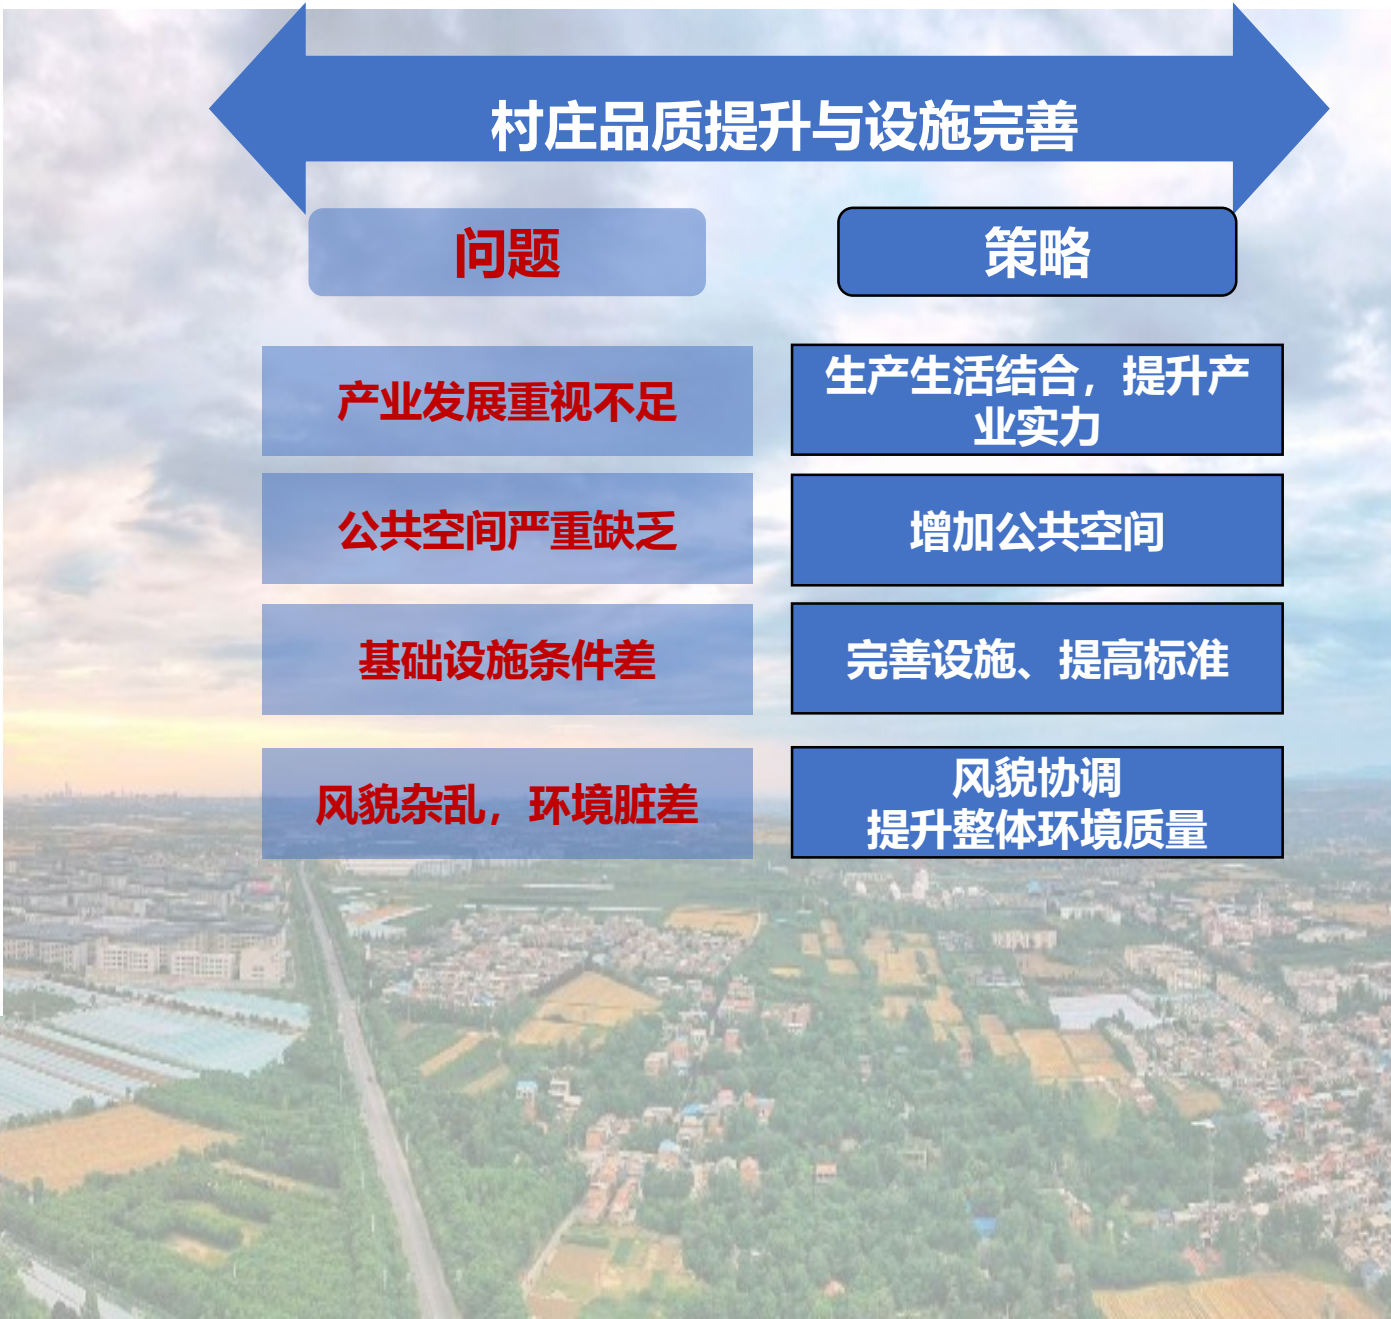 村庄品质提升与设施完善
问题
策略
产业发展重视不足
生产生活结合，提升产
业实力
公共空间严重缺乏
增加公共空间
基础设施条件差
完善设施、提高标准
风貌杂乱，环境脏差
风貌协调
提升整体环境质量